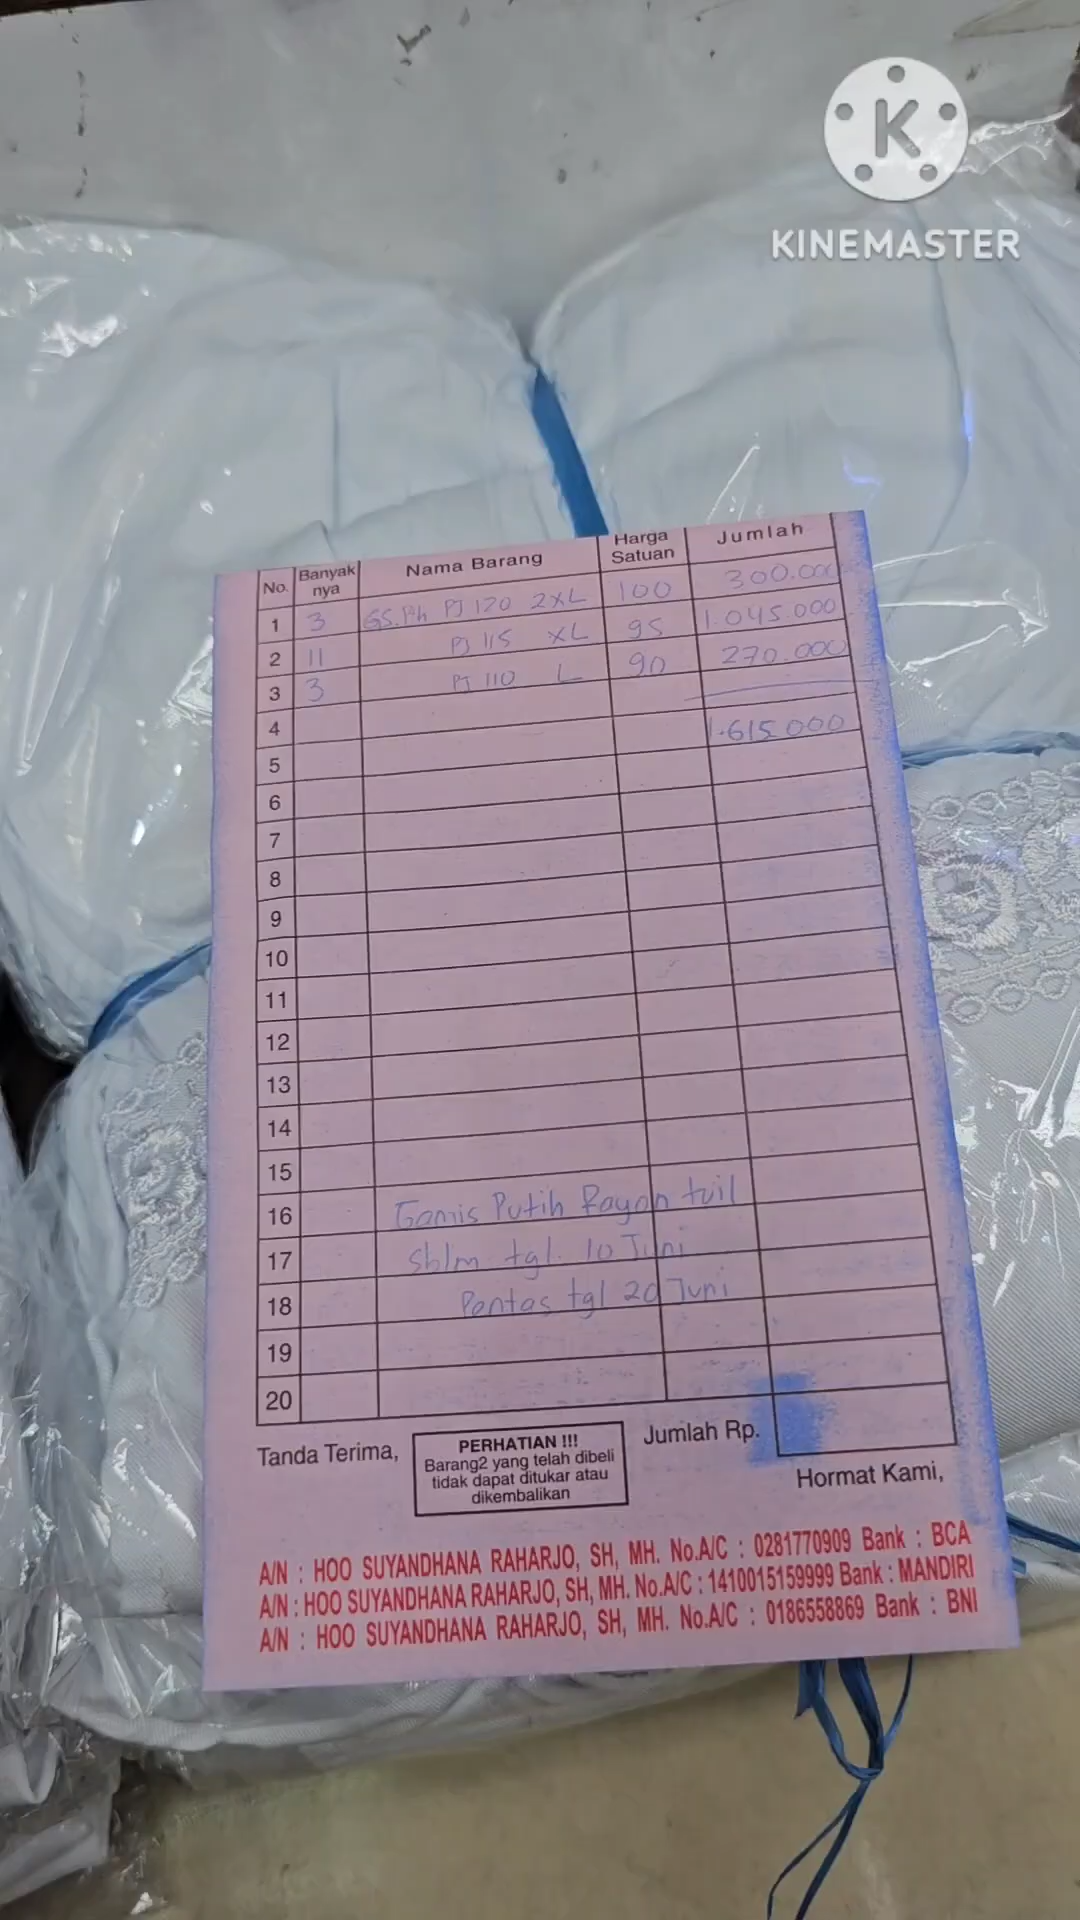 K
KINEMASTER
No. Banyak nya Nama Barang Harga Satuan Jumlah
1 3 GS.Ph PJ 120 2XL 100 300.000
2 11 PJ 115 XL 95 1.045.000
3 3 PJ 110 L 90 270.000
4 1.615.000
5
6
7
8
9
10
11
12
13
14
15
16 Gamis Putih Rayon tuil
17 sblm tgl. 10 Juni
18 Pentas tgl 20 Juni
19
20
Tanda Terima,
PERHATIAN !!!
Barang2 yang telah dibeli
tidak dapat ditukar atau
dikembalikan
Jumlah Rp.
Hormat Kami,
A/N : HOO SUYANDHANA RAHARJO, SH, MH. No.A/C : 0281770909 Bank : BCA
A/N : HOO SUYANDHANA RAHARJO, SH, MH. No.A/C : 1410015159999 Bank : MANDIRI
A/N : HOO SUYANDHANA RAHARJO, SH, MH. No.A/C : 0186558869 Bank : BNI